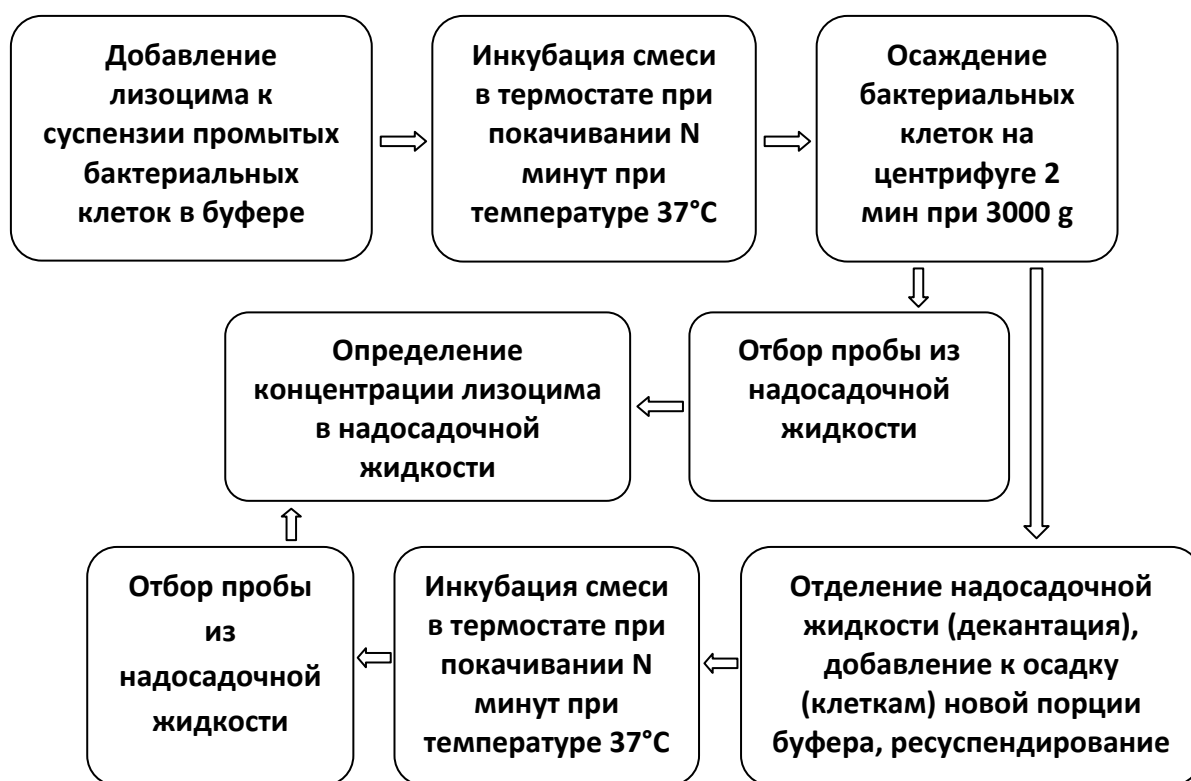 Добавление
лизоцима к
суспензии промытых
бактериальных
клеток в буфере
Инкубация смеси
в термостате при
покачивании N
минут при
температуре 37°С
Осаждение
бактериальных
клеток на
центрифуге 2
мин при 3000 g
Отбор пробы из
надосадочной
жидкости
Определение
концентрации лизоцима
в надосадочной
жидкости
Отделение надосадочной
жидкости (декантация),
добавление к осадку
(клеткам) новой порции
буфера, ресуспендирование
Инкубация смеси
в термостате при
покачивании N
минут при
температуре 37°С
Отбор пробы
из
надосадочной
жидкости